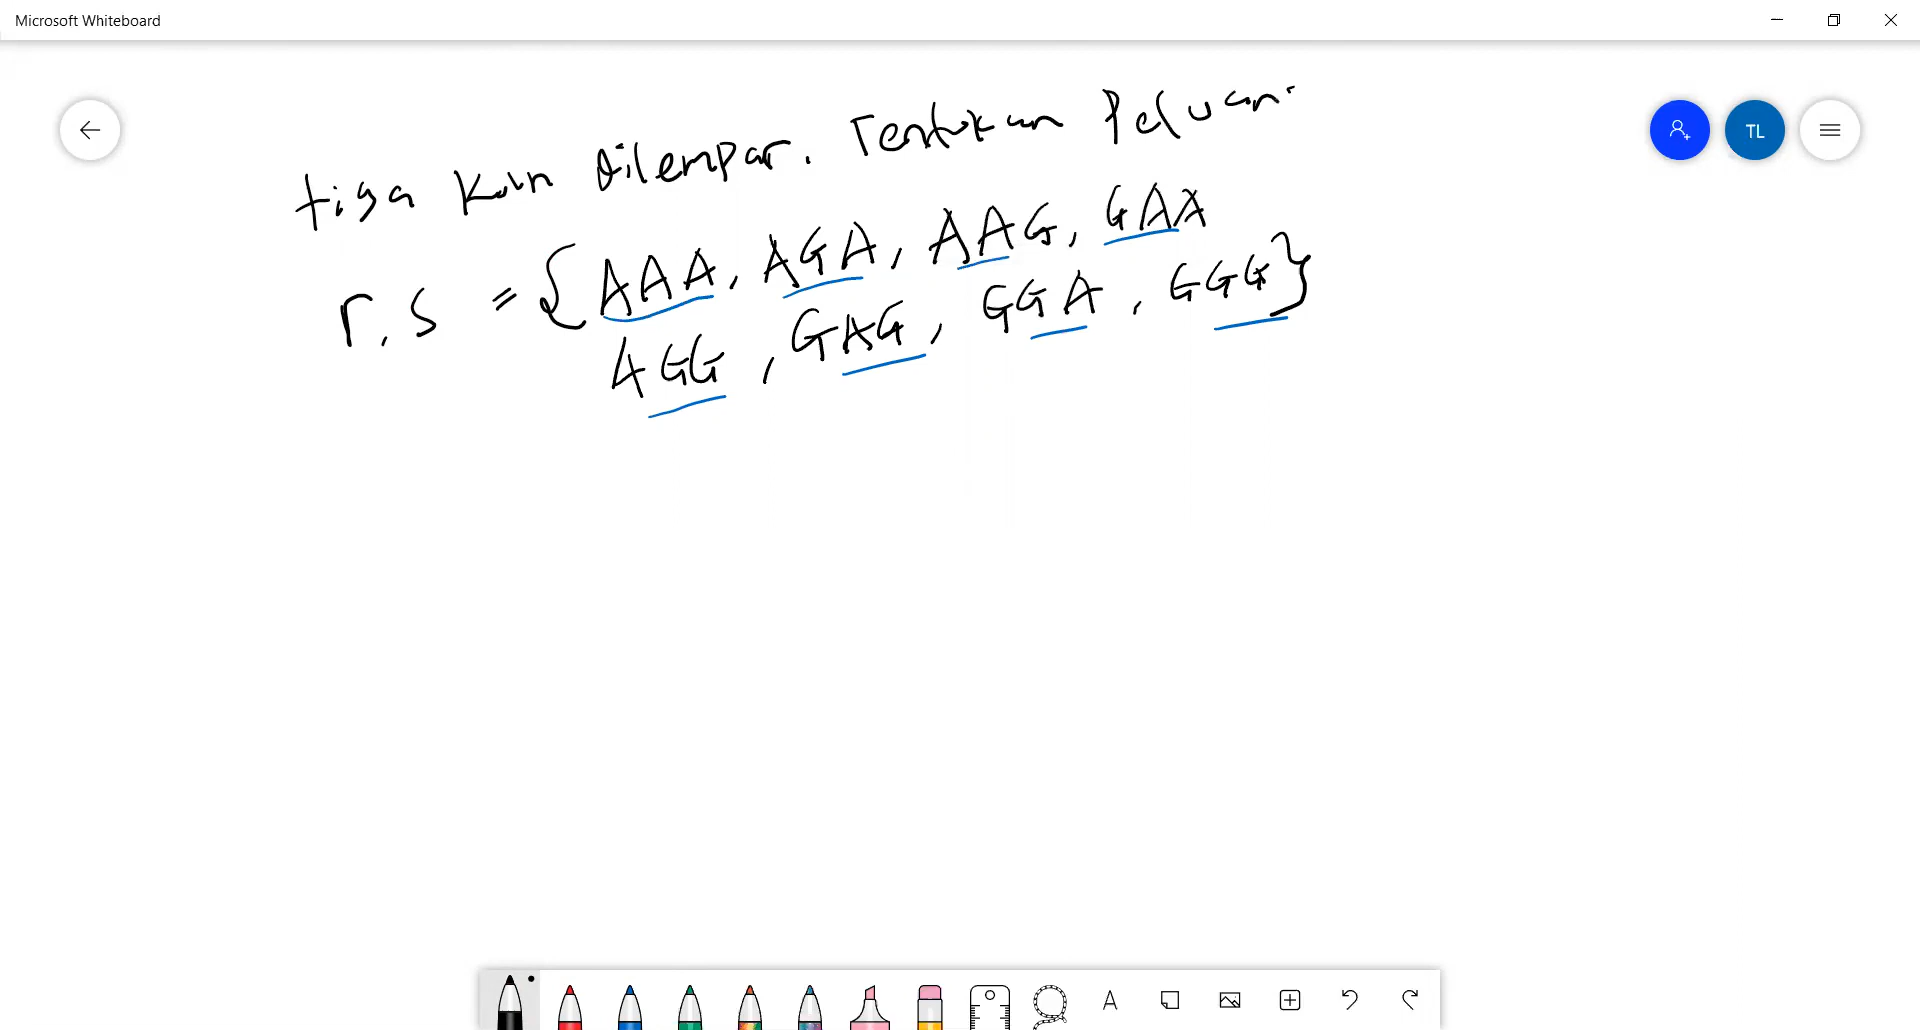 Microsoft Whiteboard
TL
tiga koin dilempar. Tentukan Peluang
r.s = {AAA, AGA, AAG, GAA
AGG, GAG, GGA, GGG}
A